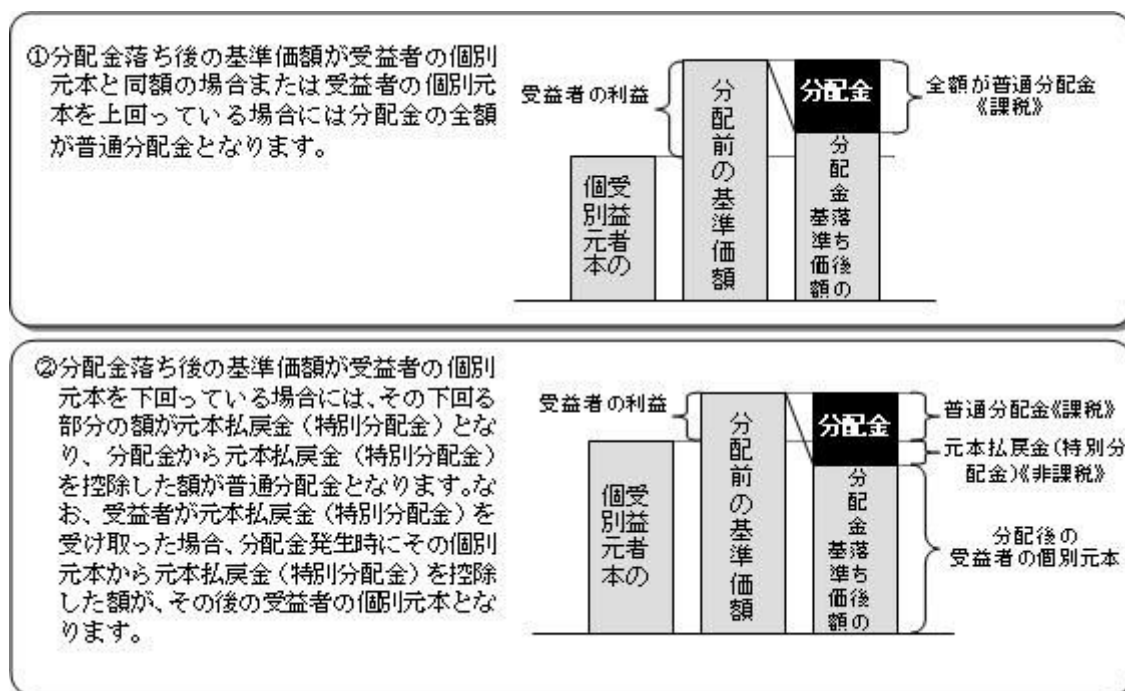 ①分配金落ち後の基準価額が受益者の個別
元本と同額の場合または受益者の個別元
本を上回っている場合には分配金の全額
が普通分配金となります。
受益者の利益
個別元本
受益者の
分配前の基準価額
分配金
分配金落ち後の
基準価額
全額が普通分配金
《課税》
②分配金落ち後の基準価額が受益者の個別
元本を下回っている場合には、その下回る
部分の額が元本払戻金（特別分配金）とな
り、分配金から元本払戻金（特別分配金）
を控除した額が普通分配金となります。な
お、受益者が元本払戻金（特別分配金）を
受け取った場合、分配金発生時にその個別
元本から元本払戻金（特別分配金）を控除
した額が、その後の受益者の個別元本とな
ります。
受益者の利益
受益者の
個別元本
分配前の基準価額
分配金
分配金落ち後の
基準価額
普通分配金《課税》
元本払戻金（特別分
配金）《非課税》
分配後の
受益者の個別元本